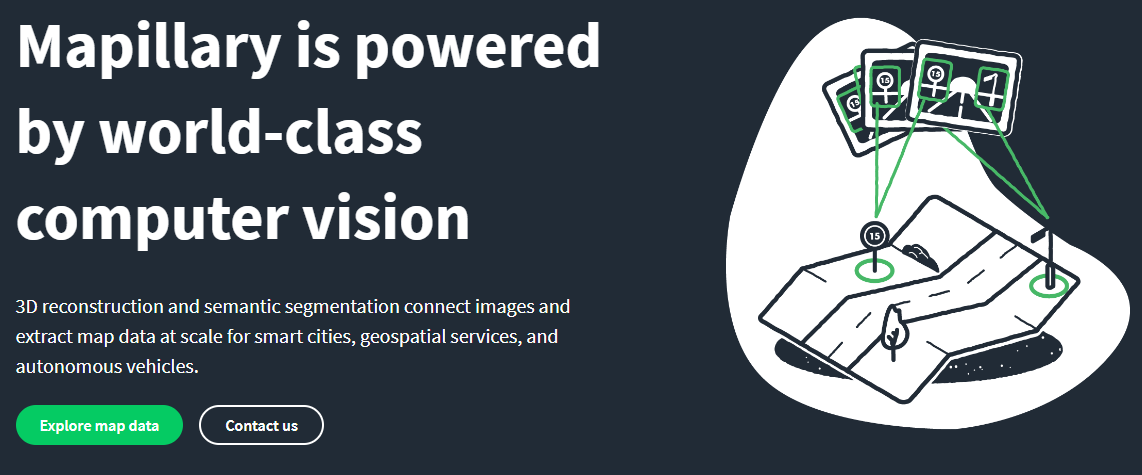 Mapillary is powered
by world-class
computer vision
3D reconstruction and semantic segmentation connect images and
extract map data at scale for smart cities, geospatial services, and
autonomous vehicles.
Explore map data
Contact us
15
15
15
15